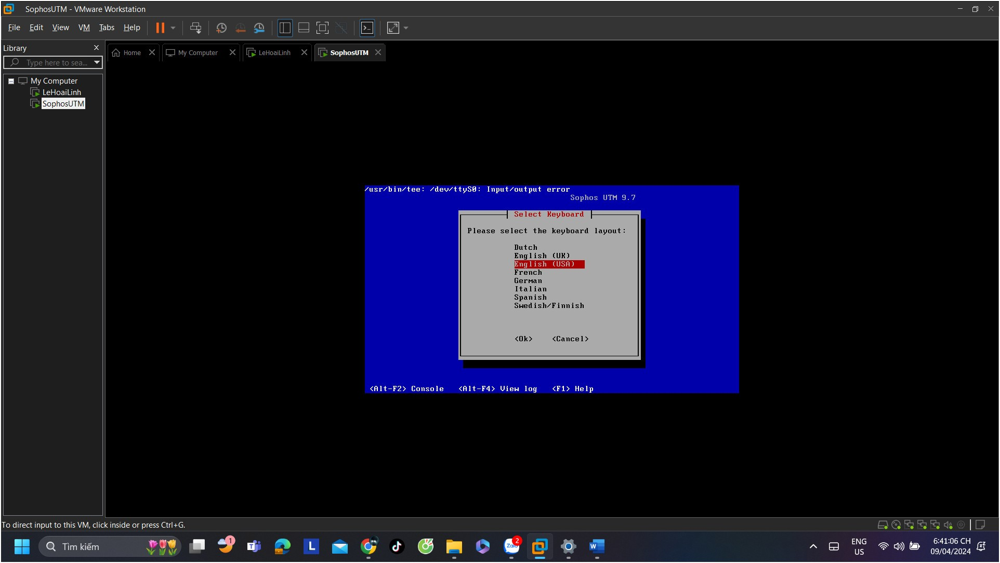 SophosUTM - VMware Workstation
File Edit View VM Tabs Help
Library
Type here to sea...
Home
My Computer
LeHoaiLinh
SophosUTM
My Computer
LeHoaiLinh
SophosUTM
/usr/bin/tee: /dev/ttyS0: Input/output error
Sophos UTM 9.7
Select Keyboard
Please select the keyboard layout:
Dutch
English (UK)
English (USA)
French
German
Italian
Spanish
Swedish/Finnish
<Ok> <Cancel>
<Alt-F2> Console <Alt-F4> View log <F1> Help
To direct input to this VM, click inside or press Ctrl+G.
Tìm kiếm
1
L
Zalo
2
ENG
US
6:41:06 CH
09/04/2024